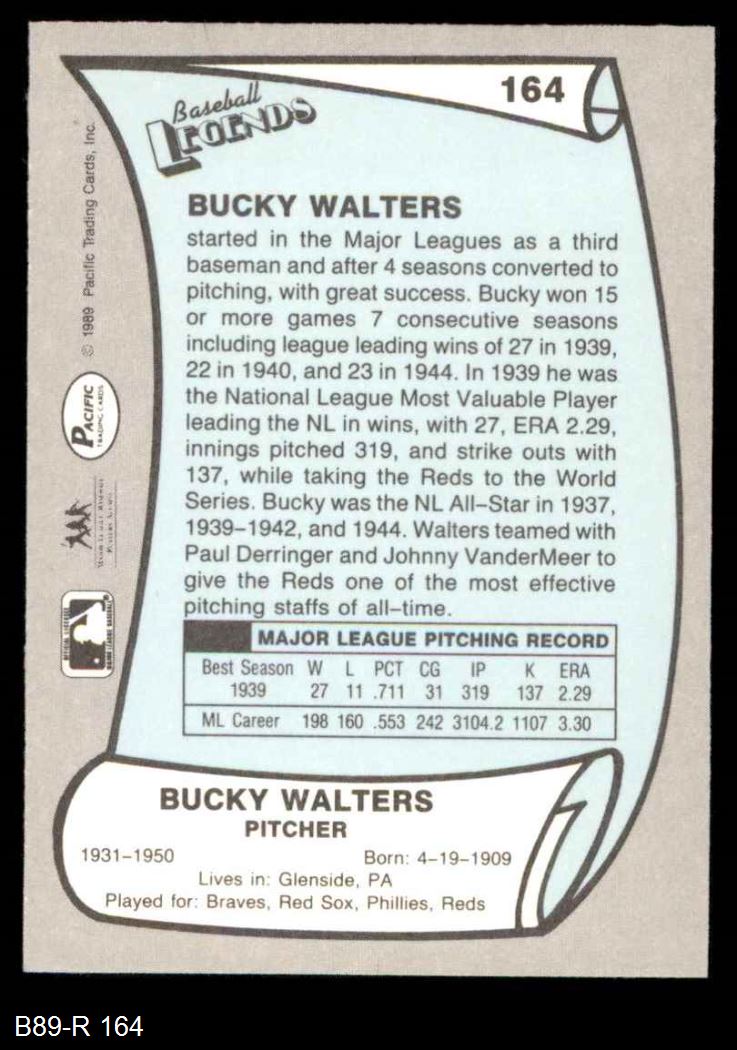 164
Baseball
LEGENDS
© 1989 Pacific Trading Cards, Inc.
BUCKY WALTERS
started in the Major Leagues as a third
baseman and after 4 seasons converted to
pitching, with great success. Bucky won 15
or more games 7 consecutive seasons
including league leading wins of 27 in 1939,
22 in 1940, and 23 in 1944. In 1939 he was
the National League Most Valuable Player
leading the NL in wins, with 27, ERA 2.29,
innings pitched 319, and strike outs with
137, while taking the Reds to the World
Series. Bucky was the NL All–Star in 1937,
1939–1942, and 1944. Walters teamed with
Paul Derringer and Johnny VanderMeer to
give the Reds one of the most effective
pitching staffs of all–time.
PACIFIC
TRADING CARDS
MAJOR LEAGUE PITCHING RECORD
Best Season W L PCT CG IP K ERA
1939 27 11 .711 31 319 137 2.29
ML Career 198 160 .553 242 3104.2 1107 3.30
BUCKY WALTERS
PITCHER
1931–1950 Born: 4–19–1909
Lives in: Glenside, PA
Played for: Braves, Red Sox, Phillies, Reds
B89-R 164